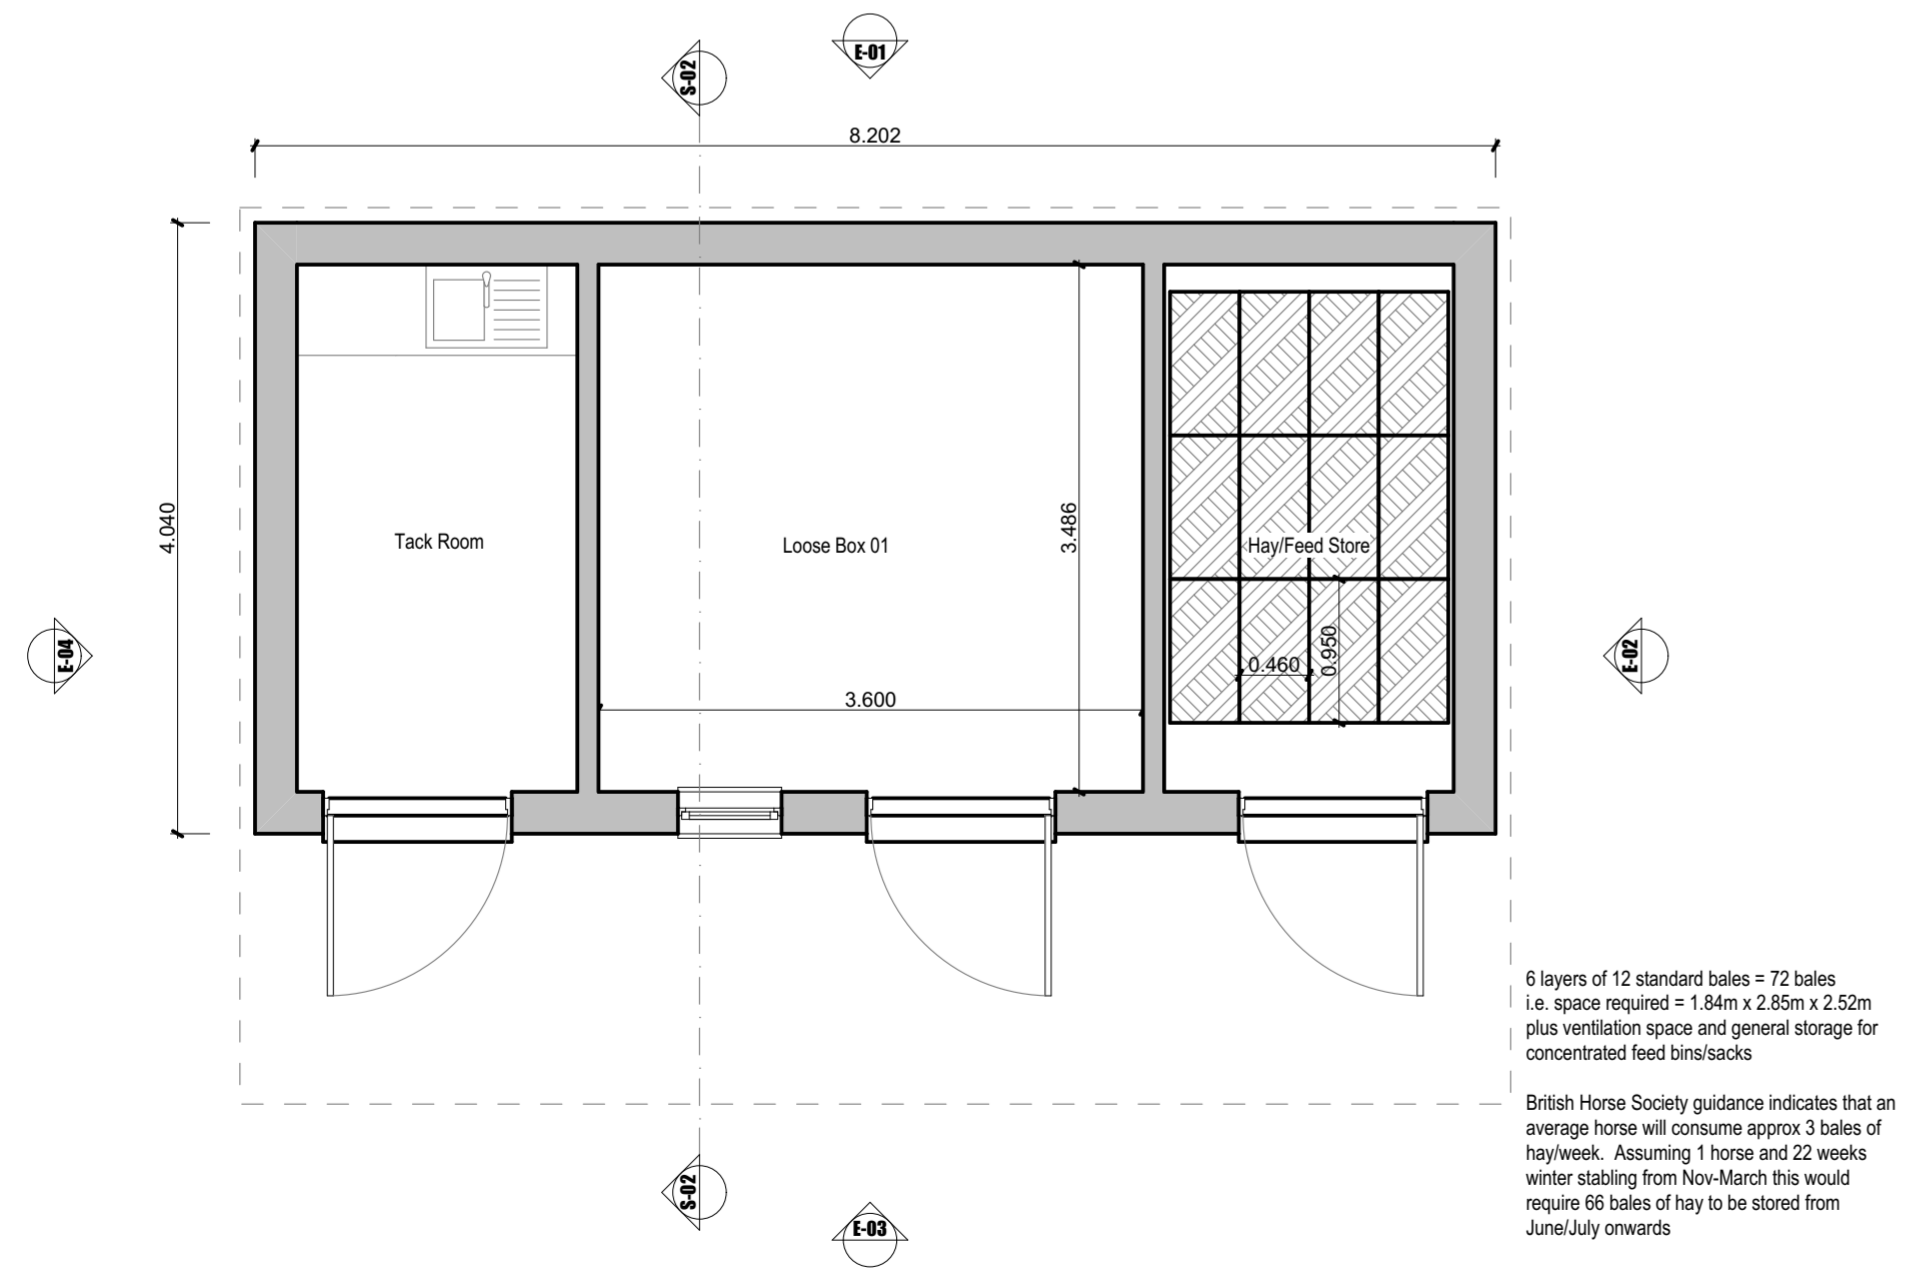 E-01
S-02
8.202
4.040
3.486
Tack Room
Loose Box 01
Hay/Feed Store
E-04
E-02
0.460
0.950
3.600
6 layers of 12 standard bales = 72 bales
i.e. space required = 1.84m x 2.85m x 2.52m
plus ventilation space and general storage for
concentrated feed bins/sacks
British Horse Society guidance indicates that an
average horse will consume approx 3 bales of
hay/week. Assuming 1 horse and 22 weeks
winter stabling from Nov-March this would
require 66 bales of hay to be stored from
June/July onwards
S-02
E-03